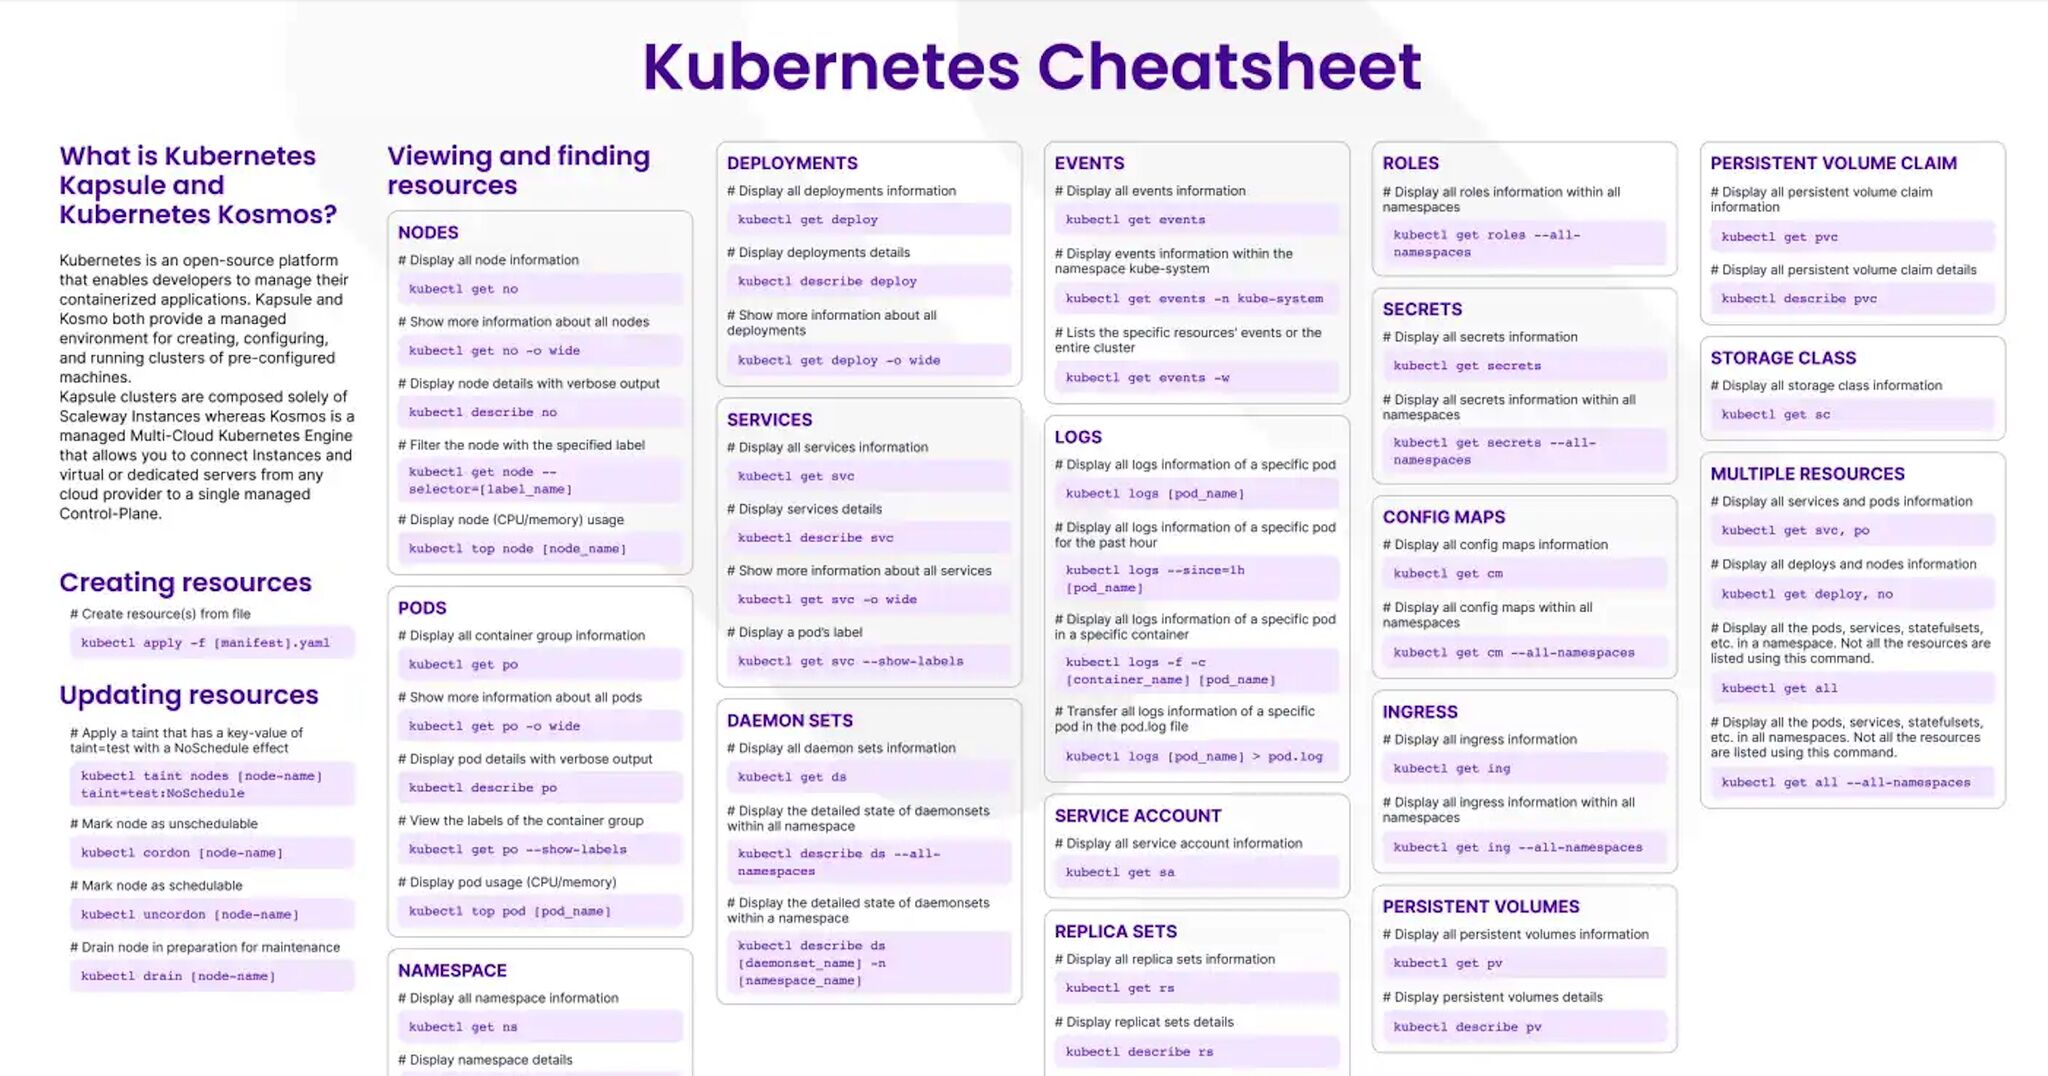 Kubernetes Cheatsheet
What is Kubernetes
Kapsule and
Kubernetes Kosmos?
Kubernetes is an open-source platform
that enables developers to manage their
containerized applications. Kapsule and
Kosmo both provide a managed
environment for creating, configuring,
and running clusters of pre-configured
machines.
Kapsule clusters are composed solely of
Scaleway Instances whereas Kosmos is a
managed Multi-Cloud Kubernetes Engine
that allows you to connect Instances and
virtual or dedicated servers from any
cloud provider to a single managed
Control-Plane.
Creating resources
# Create resource(s) from file
kubectl apply -f [manifest].yaml
Updating resources
# Apply a taint that has a key-value of
taint=test with a NoSchedule effect
kubectl taint nodes [node-name]
taint=test:NoSchedule
# Mark node as unschedulable
kubectl cordon [node-name]
# Mark node as schedulable
kubectl uncordon [node-name]
# Drain node in preparation for maintenance
kubectl drain [node-name]
Viewing and finding
resources
NODES
# Display all node information
kubectl get no
# Show more information about all nodes
kubectl get no -o wide
# Display node details with verbose output
kubectl describe no
# Filter the node with the specified label
kubectl get node --
selector=[label_name]
# Display node (CPU/memory) usage
kubectl top node [node_name]
PODS
# Display all container group information
kubectl get po
# Show more information about all pods
kubectl get po -o wide
# Display pod details with verbose output
kubectl describe po
# View the labels of the container group
kubectl get po --show-labels
# Display pod usage (CPU/memory)
kubectl top pod [pod_name]
NAMESPACE
# Display all namespace information
kubectl get ns
# Display namespace details
DEPLOYMENTS
# Display all deployments information
kubectl get deploy
# Display deployments details
kubectl describe deploy
# Show more information about all
deployments
kubectl get deploy -o wide
SERVICES
# Display all services information
kubectl get svc
# Display services details
kubectl describe svc
# Show more information about all services
kubectl get svc -o wide
# Display a pod's label
kubectl get svc --show-labels
DAEMON SETS
# Display all daemon sets information
kubectl get ds
# Display the detailed state of daemonsets
within all namespace
kubectl describe ds --all-
namespaces
# Display the detailed state of daemonsets
within a namespace
kubectl describe ds
[daemonset_name] -n
[namespace_name]
EVENTS
# Display all events information
kubectl get events
# Display events information within the
namespace kube-system
kubectl get events -n kube-system
# Lists the specific resources' events or the
entire cluster
kubectl get events -w
LOGS
# Display all logs information of a specific pod
kubectl logs [pod_name]
# Display all logs information of a specific pod
for the past hour
kubectl logs --since=1h
[pod_name]
# Display all logs information of a specific pod
in a specific container
kubectl logs -f -c
[container_name] [pod_name]
# Transfer all logs information of a specific
pod in the pod.log file
kubectl logs [pod_name] > pod.log
SERVICE ACCOUNT
# Display all service account information
kubectl get sa
REPLICA SETS
# Display all replica sets information
kubectl get rs
# Display replicat sets details
kubectl describe rs
ROLES
# Display all roles information within all
namespaces
kubectl get roles --all-
namespaces
SECRETS
# Display all secrets information
kubectl get secrets
# Display all secrets information within all
namespaces
kubectl get secrets --all-
namespaces
CONFIG MAPS
# Display all config maps information
kubectl get cm
# Display all config maps within all
namespaces
kubectl get cm --all-namespaces
INGRESS
# Display all ingress information
kubectl get ing
# Display all ingress information within all
namespaces
kubectl get ing --all-namespaces
PERSISTENT VOLUMES
# Display all persistent volumes information
kubectl get pv
# Display persistent volumes details
kubectl describe pv
PERSISTENT VOLUME CLAIM
# Display all persistent volume claim
information
kubectl get pvc
# Display all persistent volume claim details
kubectl describe pvc
STORAGE CLASS
# Display all storage class information
kubectl get sc
MULTIPLE RESOURCES
# Display all services and pods information
kubectl get svc, po
# Display all deploys and nodes information
kubectl get deploy, no
# Display all the pods, services, statefulsets,
etc. in a namespace. Not all the resources are
listed using this command.
kubectl get all
# Display all the pods, services, statefulsets,
etc. in all namespaces. Not all the resources
are listed using this command.
kubectl get all --all-namespaces